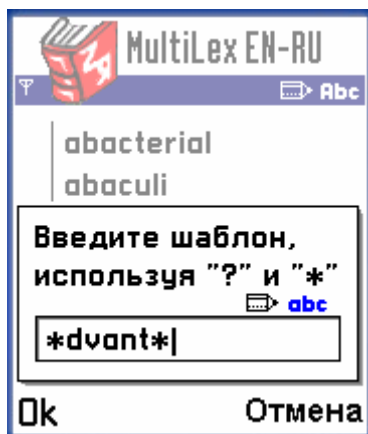 MultiLex EN-RU
Abc
abacterial
abaculi
Введите шаблон,
используя "?" и "*"
abc
*dvant*
Ok Отмена